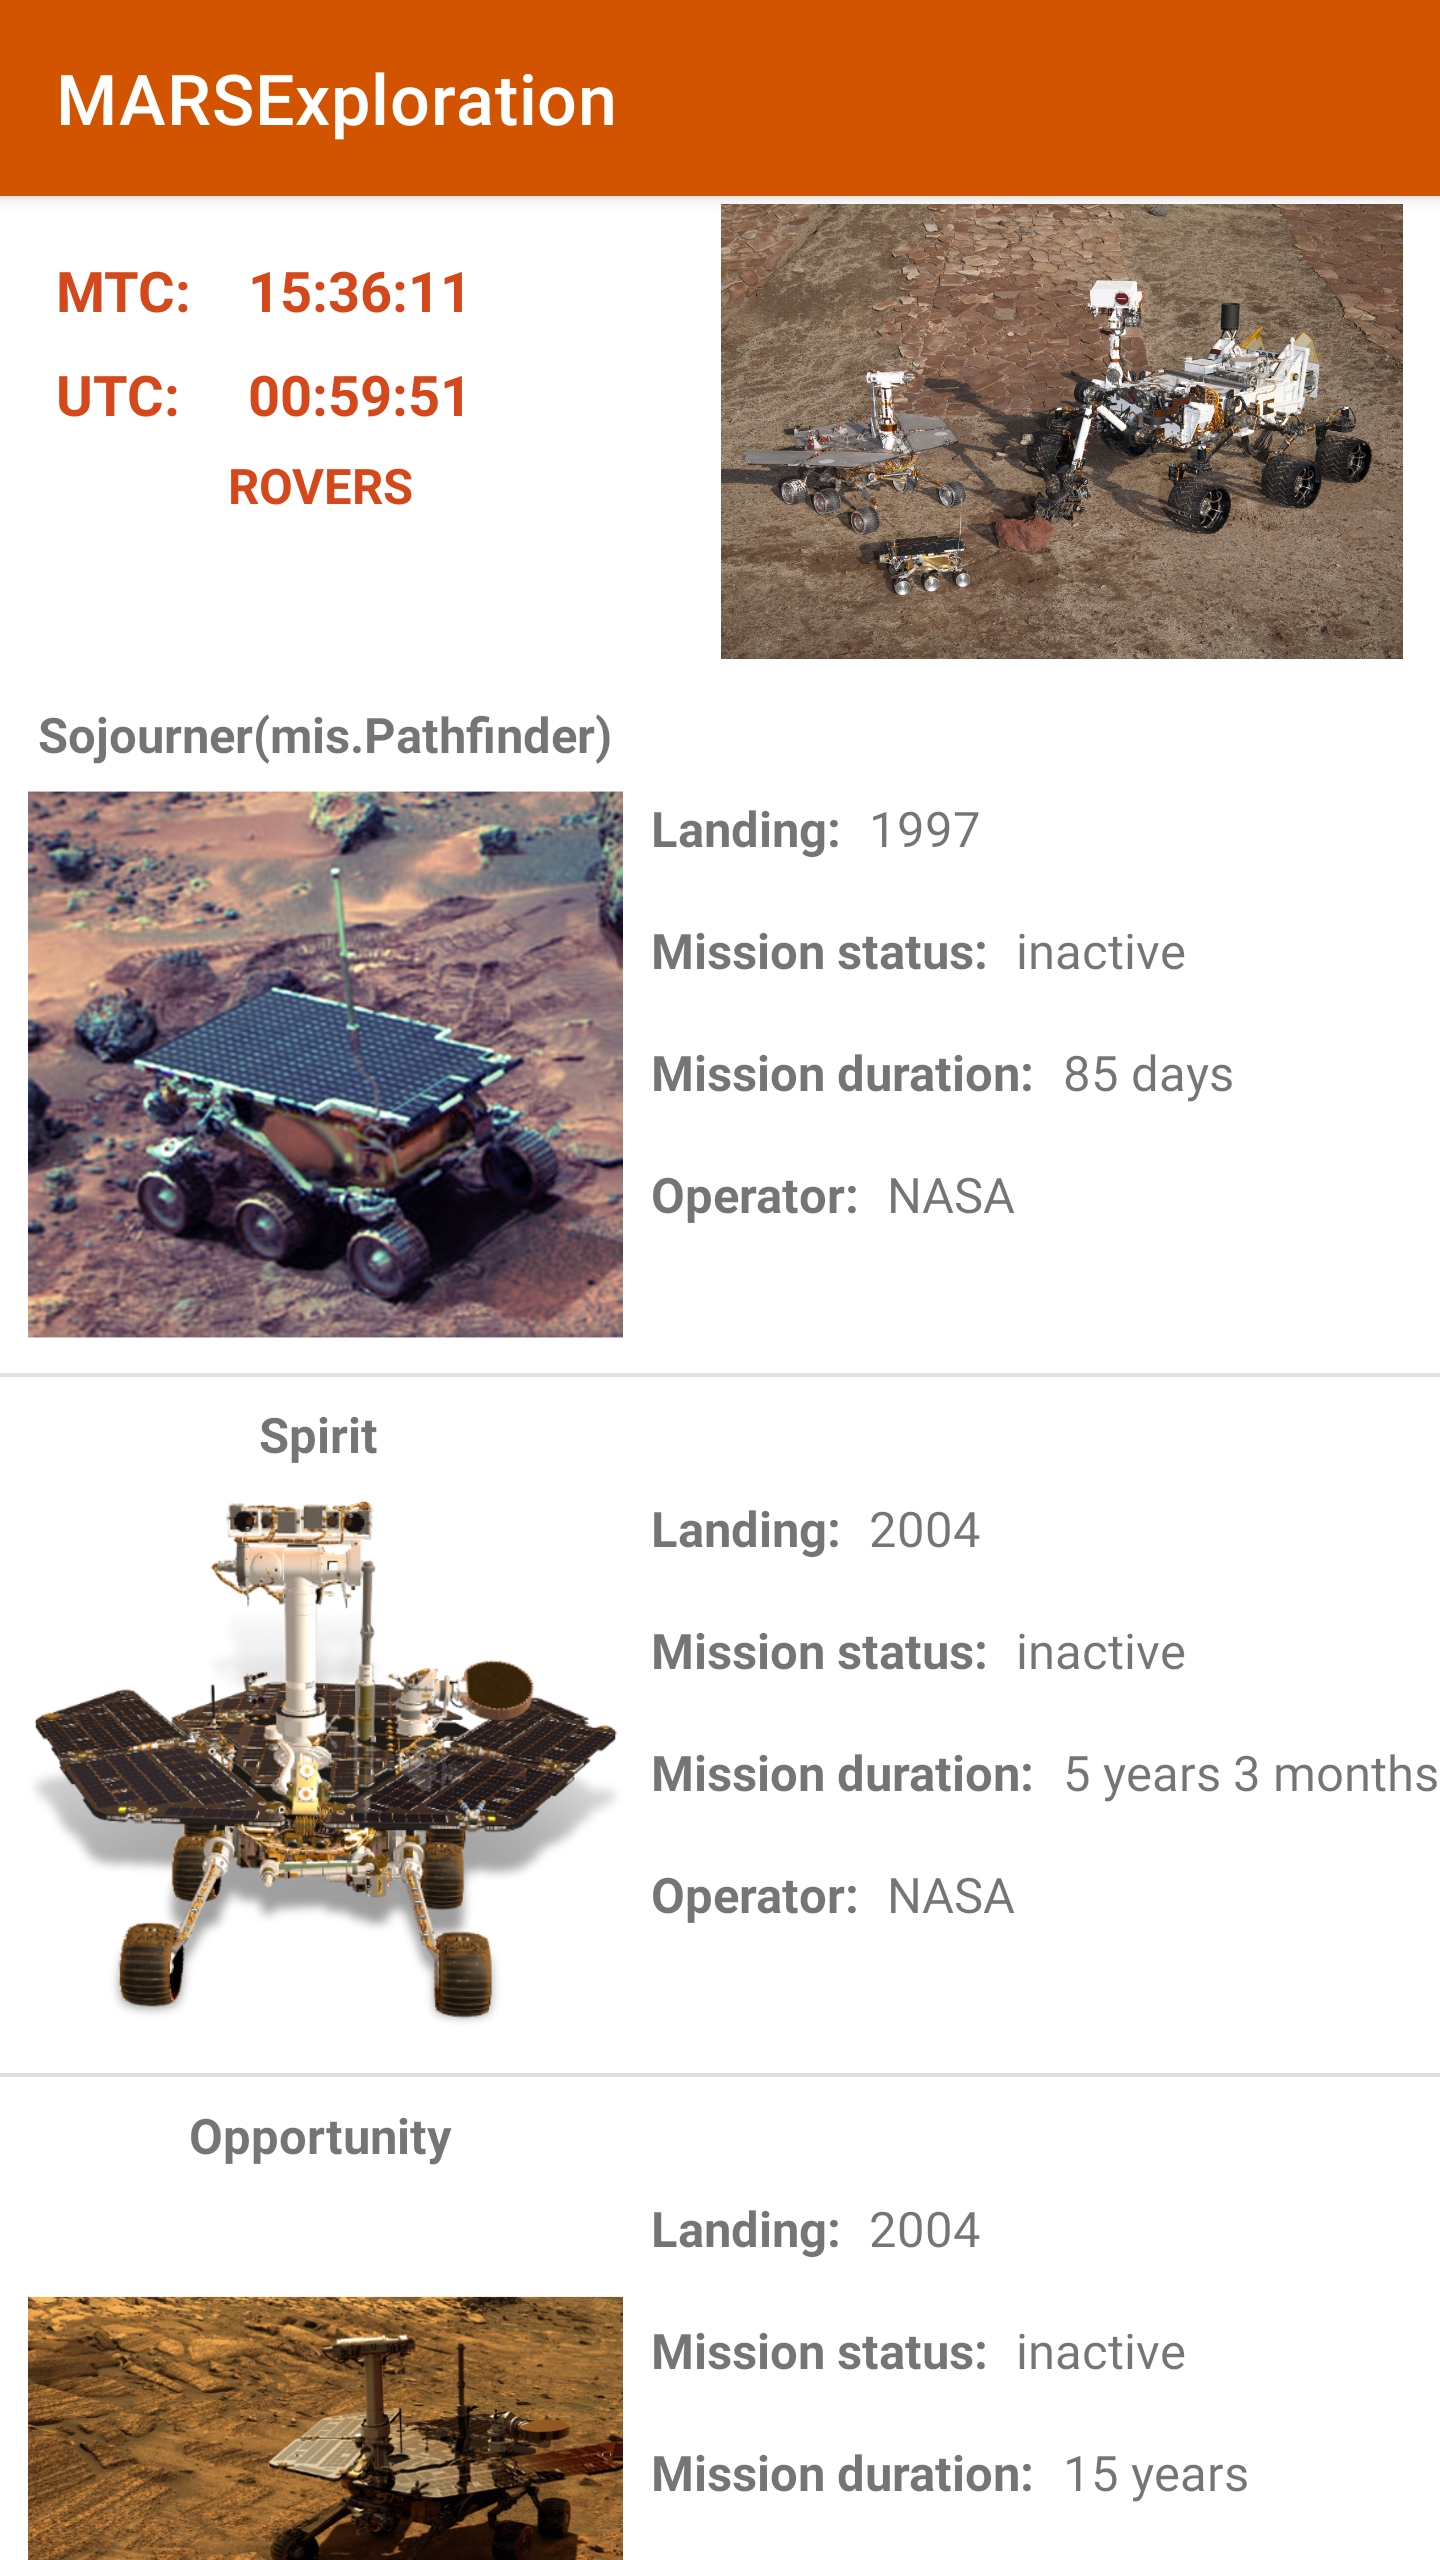 MARSExploration
MTC: 15:36:11
UTC: 00:59:51
ROVERS
Sojourner(mis.Pathfinder)
Landing: 1997
Mission status: inactive
Mission duration: 85 days
Operator: NASA
Spirit
Landing: 2004
Mission status: inactive
Mission duration: 5 years 3 months
Operator: NASA
Opportunity
Landing: 2004
Mission status: inactive
Mission duration: 15 years